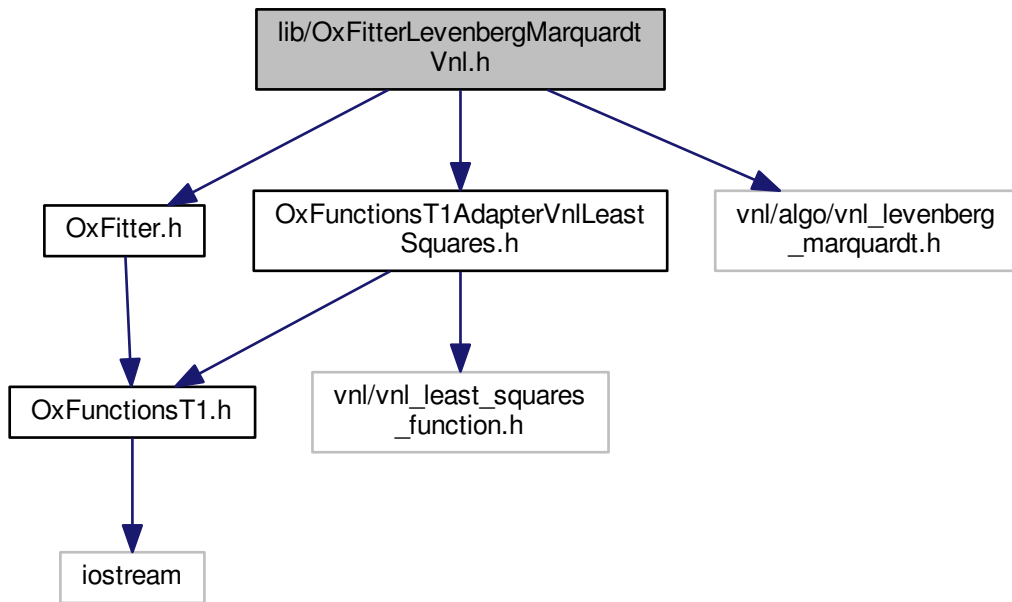 lib/OxFitterLevenbergMarquardt
Vnl.h
OxFitter.h
OxFunctionsT1AdapterVnlLeast
Squares.h
vnl/algo/vnl_levenberg
_marquardt.h
OxFunctionsT1.h
vnl/vnl_least_squares
_function.h
iostream